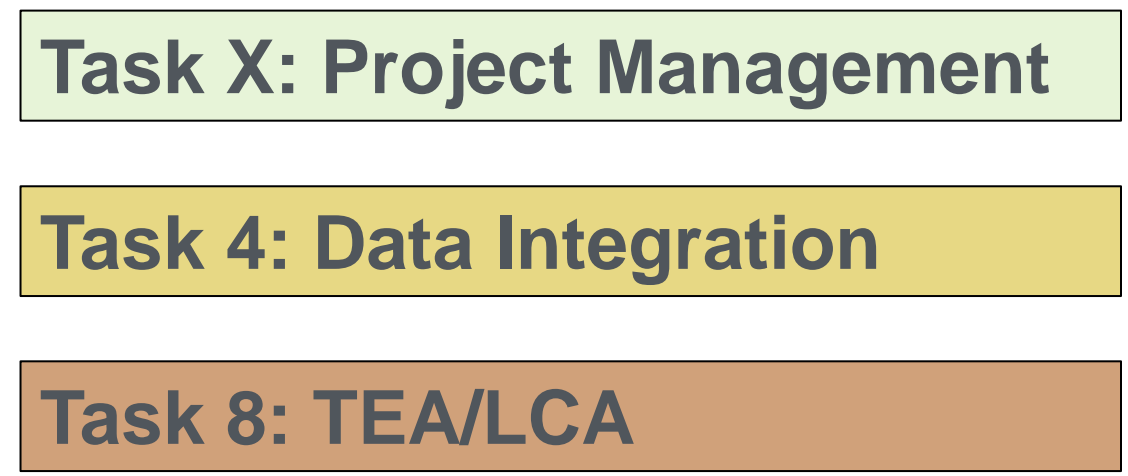 Task X: Project Management
Task 4: Data Integration
Task 8: TEA/LCA